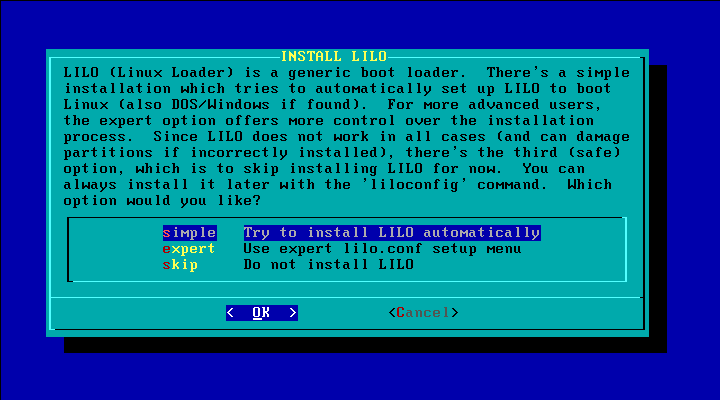 INSTALL LILO
LILO (Linux Loader) is a generic boot loader.  There's a simple
installation which tries to automatically set up LILO to boot
Linux (also DOS/Windows if found).  For more advanced users,
the expert option offers more control over the installation
process.  Since LILO does not work in all cases (and can damage
partitions if incorrectly installed), there's the third (safe)
option, which is to skip installing LILO for now.  You can
always install it later with the 'liloconfig' command.  Which
option would you like?
simple   Try to install LILO automatically
expert   Use expert lilo.conf setup menu
skip     Do not install LILO
<  OK  >          <Cancel>